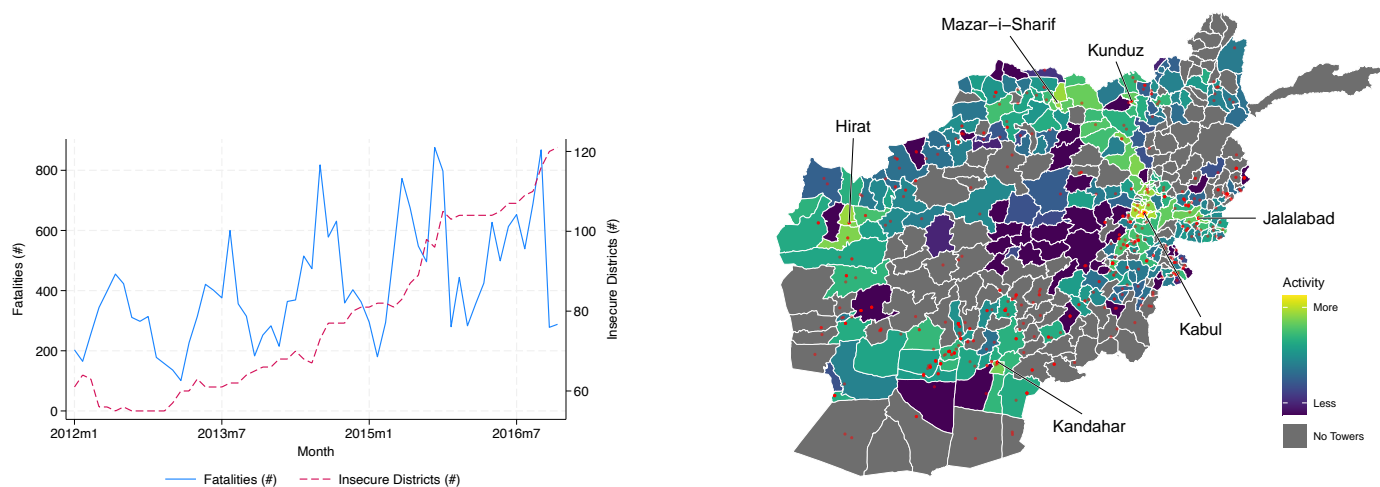 Fatalities (#)
800
600
400
200
0
Insecure Districts (#)
120
100
80
60
2012m1
2013m7
2015m1
2016m7
Month
Fatalities (#)
Insecure Districts (#)
Mazar−i−Sharif
Kunduz
Hirat
Jalalabad
Kabul
Kandahar
Activity
More
Less
No Towers